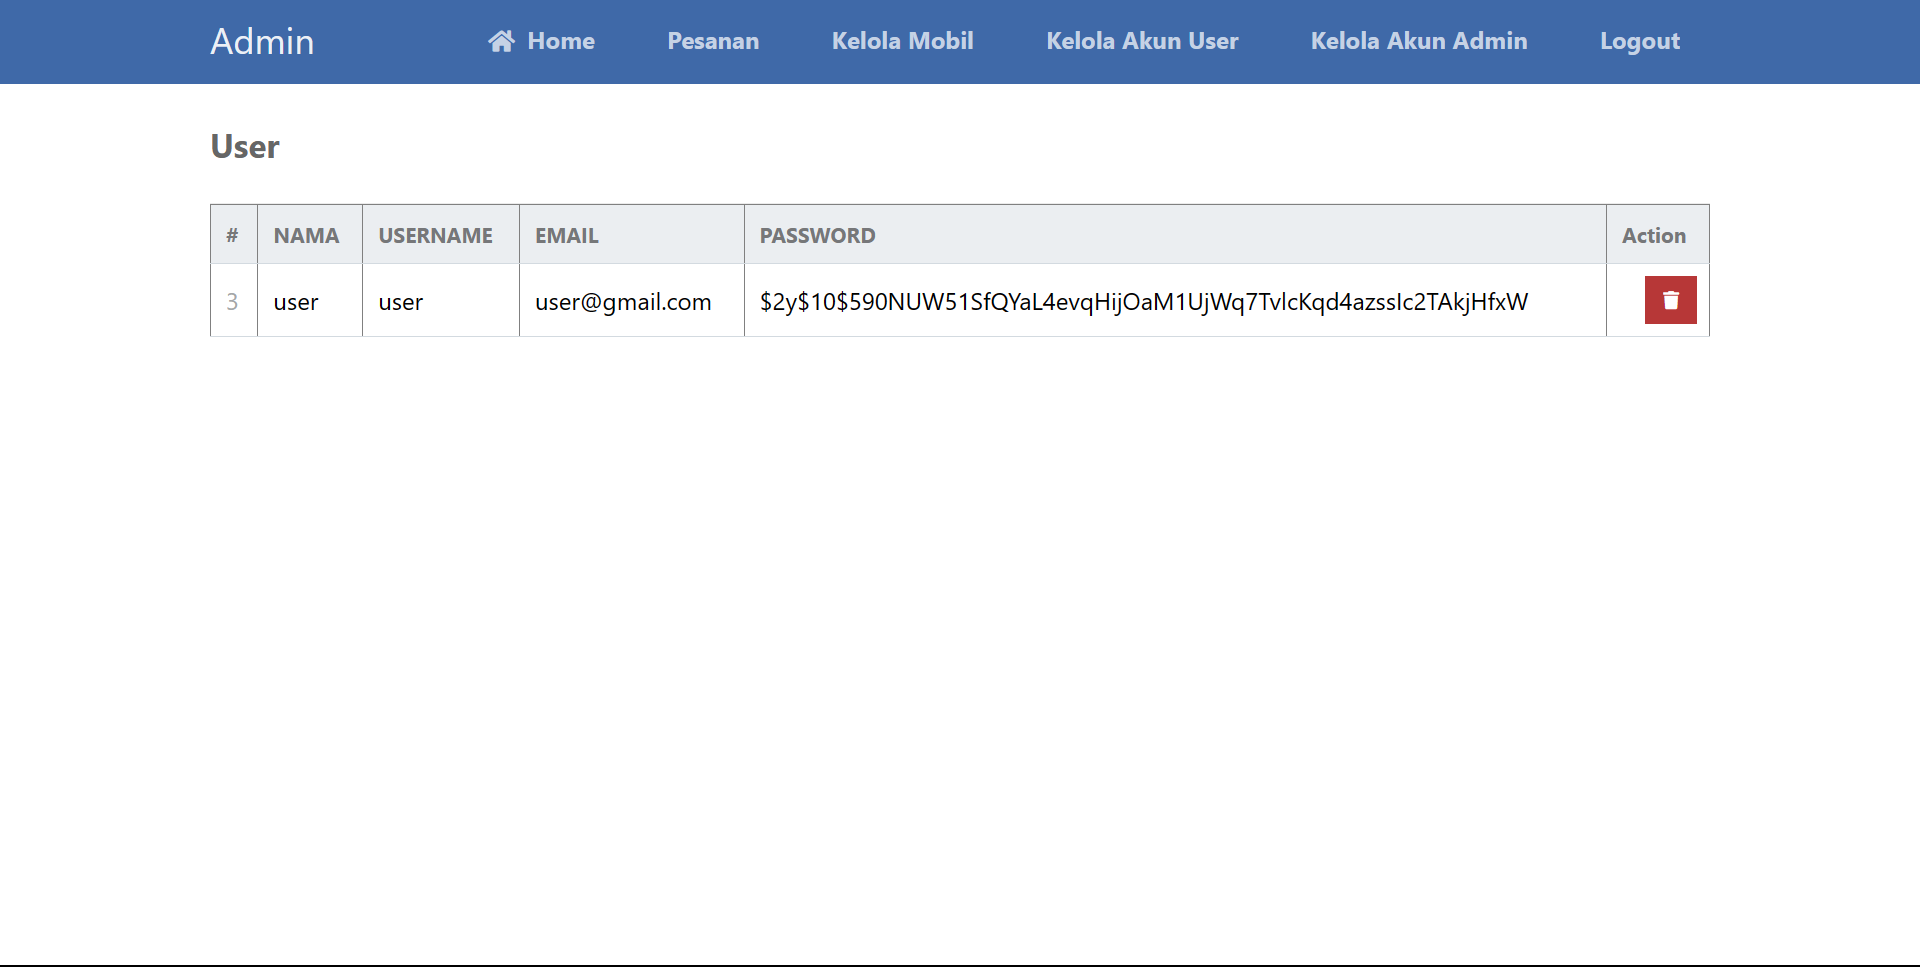 Admin Home Pesanan Kelola Mobil Kelola Akun User Kelola Akun Admin Logout
User
# NAMA USERNAME EMAIL PASSWORD Action
3 user user user@gmail.com $2y$10$590NUW51SfQYaL4evqHijOaM1UjWq7TvlcKqd4azssIc2TAkjHfxW